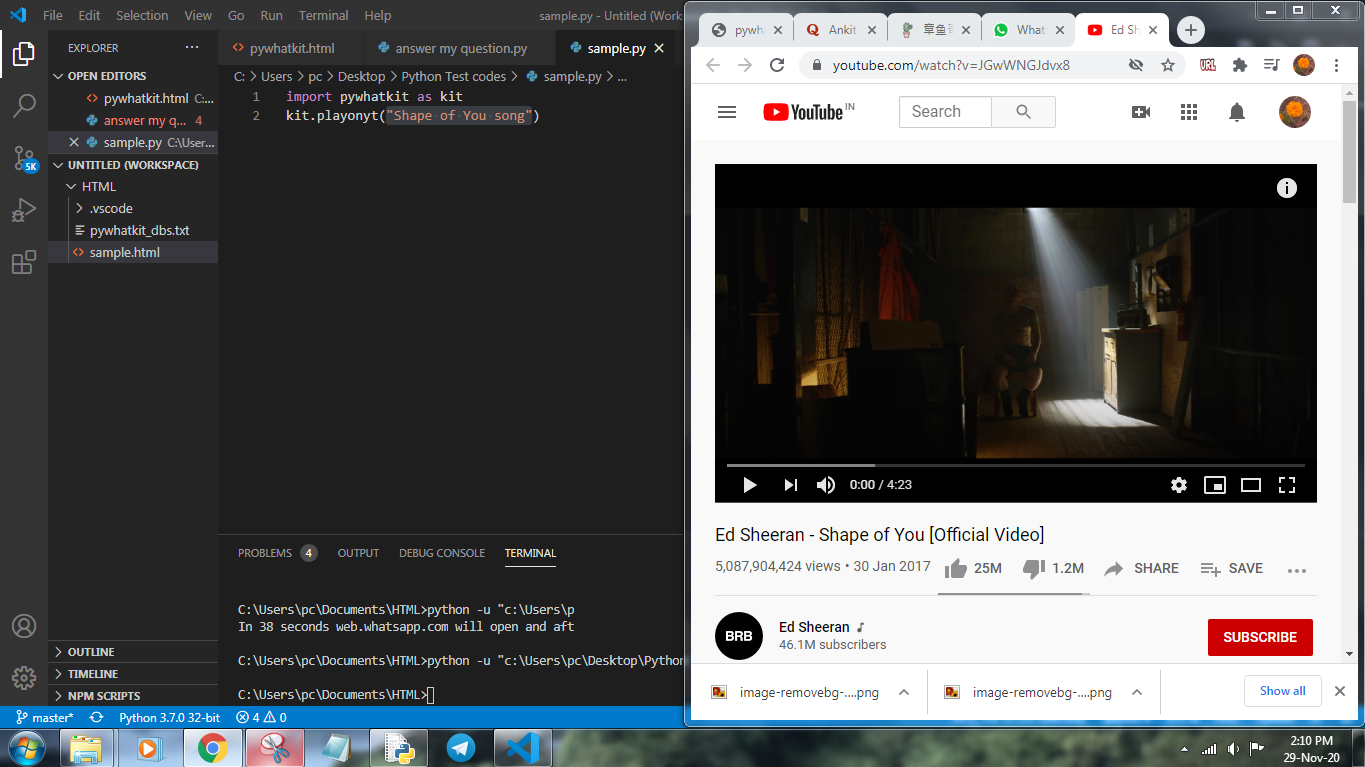 File Edit Selection View Go Run Terminal Help
sample.py - Untitled (Work
EXPLORER
OPEN EDITORS
pywhatkit.html C:...
answer my q... 4
sample.py C:\User...
UNTITLED (WORKSPACE)
HTML
.vscode
pywhatkit_dbs.txt
sample.html
OUTLINE
TIMELINE
NPM SCRIPTS
5K
pywhatkit.html
answer my question.py
sample.py
C: > Users > pc > Desktop > Python Test codes > sample.py > ...
1 import pywhatkit as kit
2 kit.playonyt("Shape of You song")
PROBLEMS 4 OUTPUT DEBUG CONSOLE TERMINAL
C:\Users\pc\Documents\HTML>python -u "c:\Users\p
In 38 seconds web.whatsapp.com will open and aft
C:\Users\pc\Documents\HTML>python -u "c:\Users\pc\Desktop\Python
C:\Users\pc\Documents\HTML>
master* Python 3.7.0 32-bit 4 0
pywh
Ankit
Whats
Ed Sh
youtube.com/watch?v=JGwWNGJdvx8
URL
YouTube IN
Search
0:00 / 4:23
Ed Sheeran - Shape of You [Official Video]
5,087,904,424 views • 30 Jan 2017
25M 1.2M SHARE SAVE
BRB
Ed Sheeran
46.1M subscribers
SUBSCRIBE
image-removebg-....png
image-removebg-....png
Show all
2:10 PM
29-Nov-20